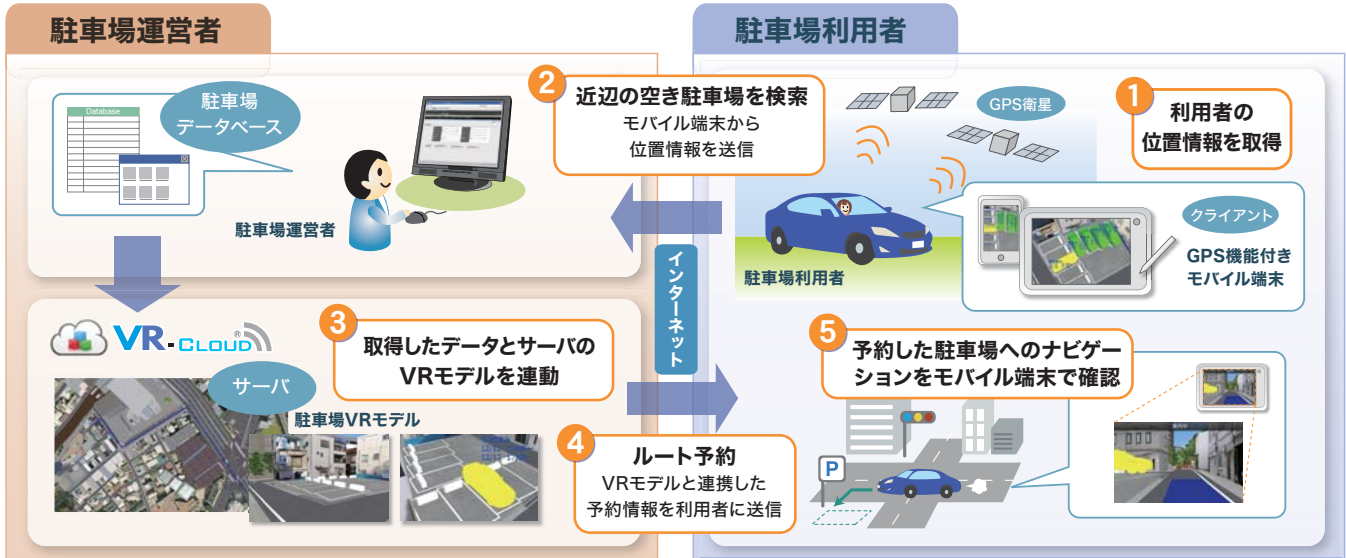 駐車場運営者
Database
駐車場
データベース
駐車場運営者
2
近辺の空き駐車場を検索
モバイル端末から
位置情報を送信
駐車場利用者
GPS衛星
1
利用者の
位置情報を取得
クライアント
GPS機能付き
モバイル端末
駐車場利用者
インターネット
VR-CLOUD®
サーバ
駐車場VRモデル
3
取得したデータとサーバの
VRモデルを連動
4
ルート予約
VRモデルと連携した
予約情報を利用者に送信
5
予約した駐車場へのナビゲー
ションをモバイル端末で確認
P